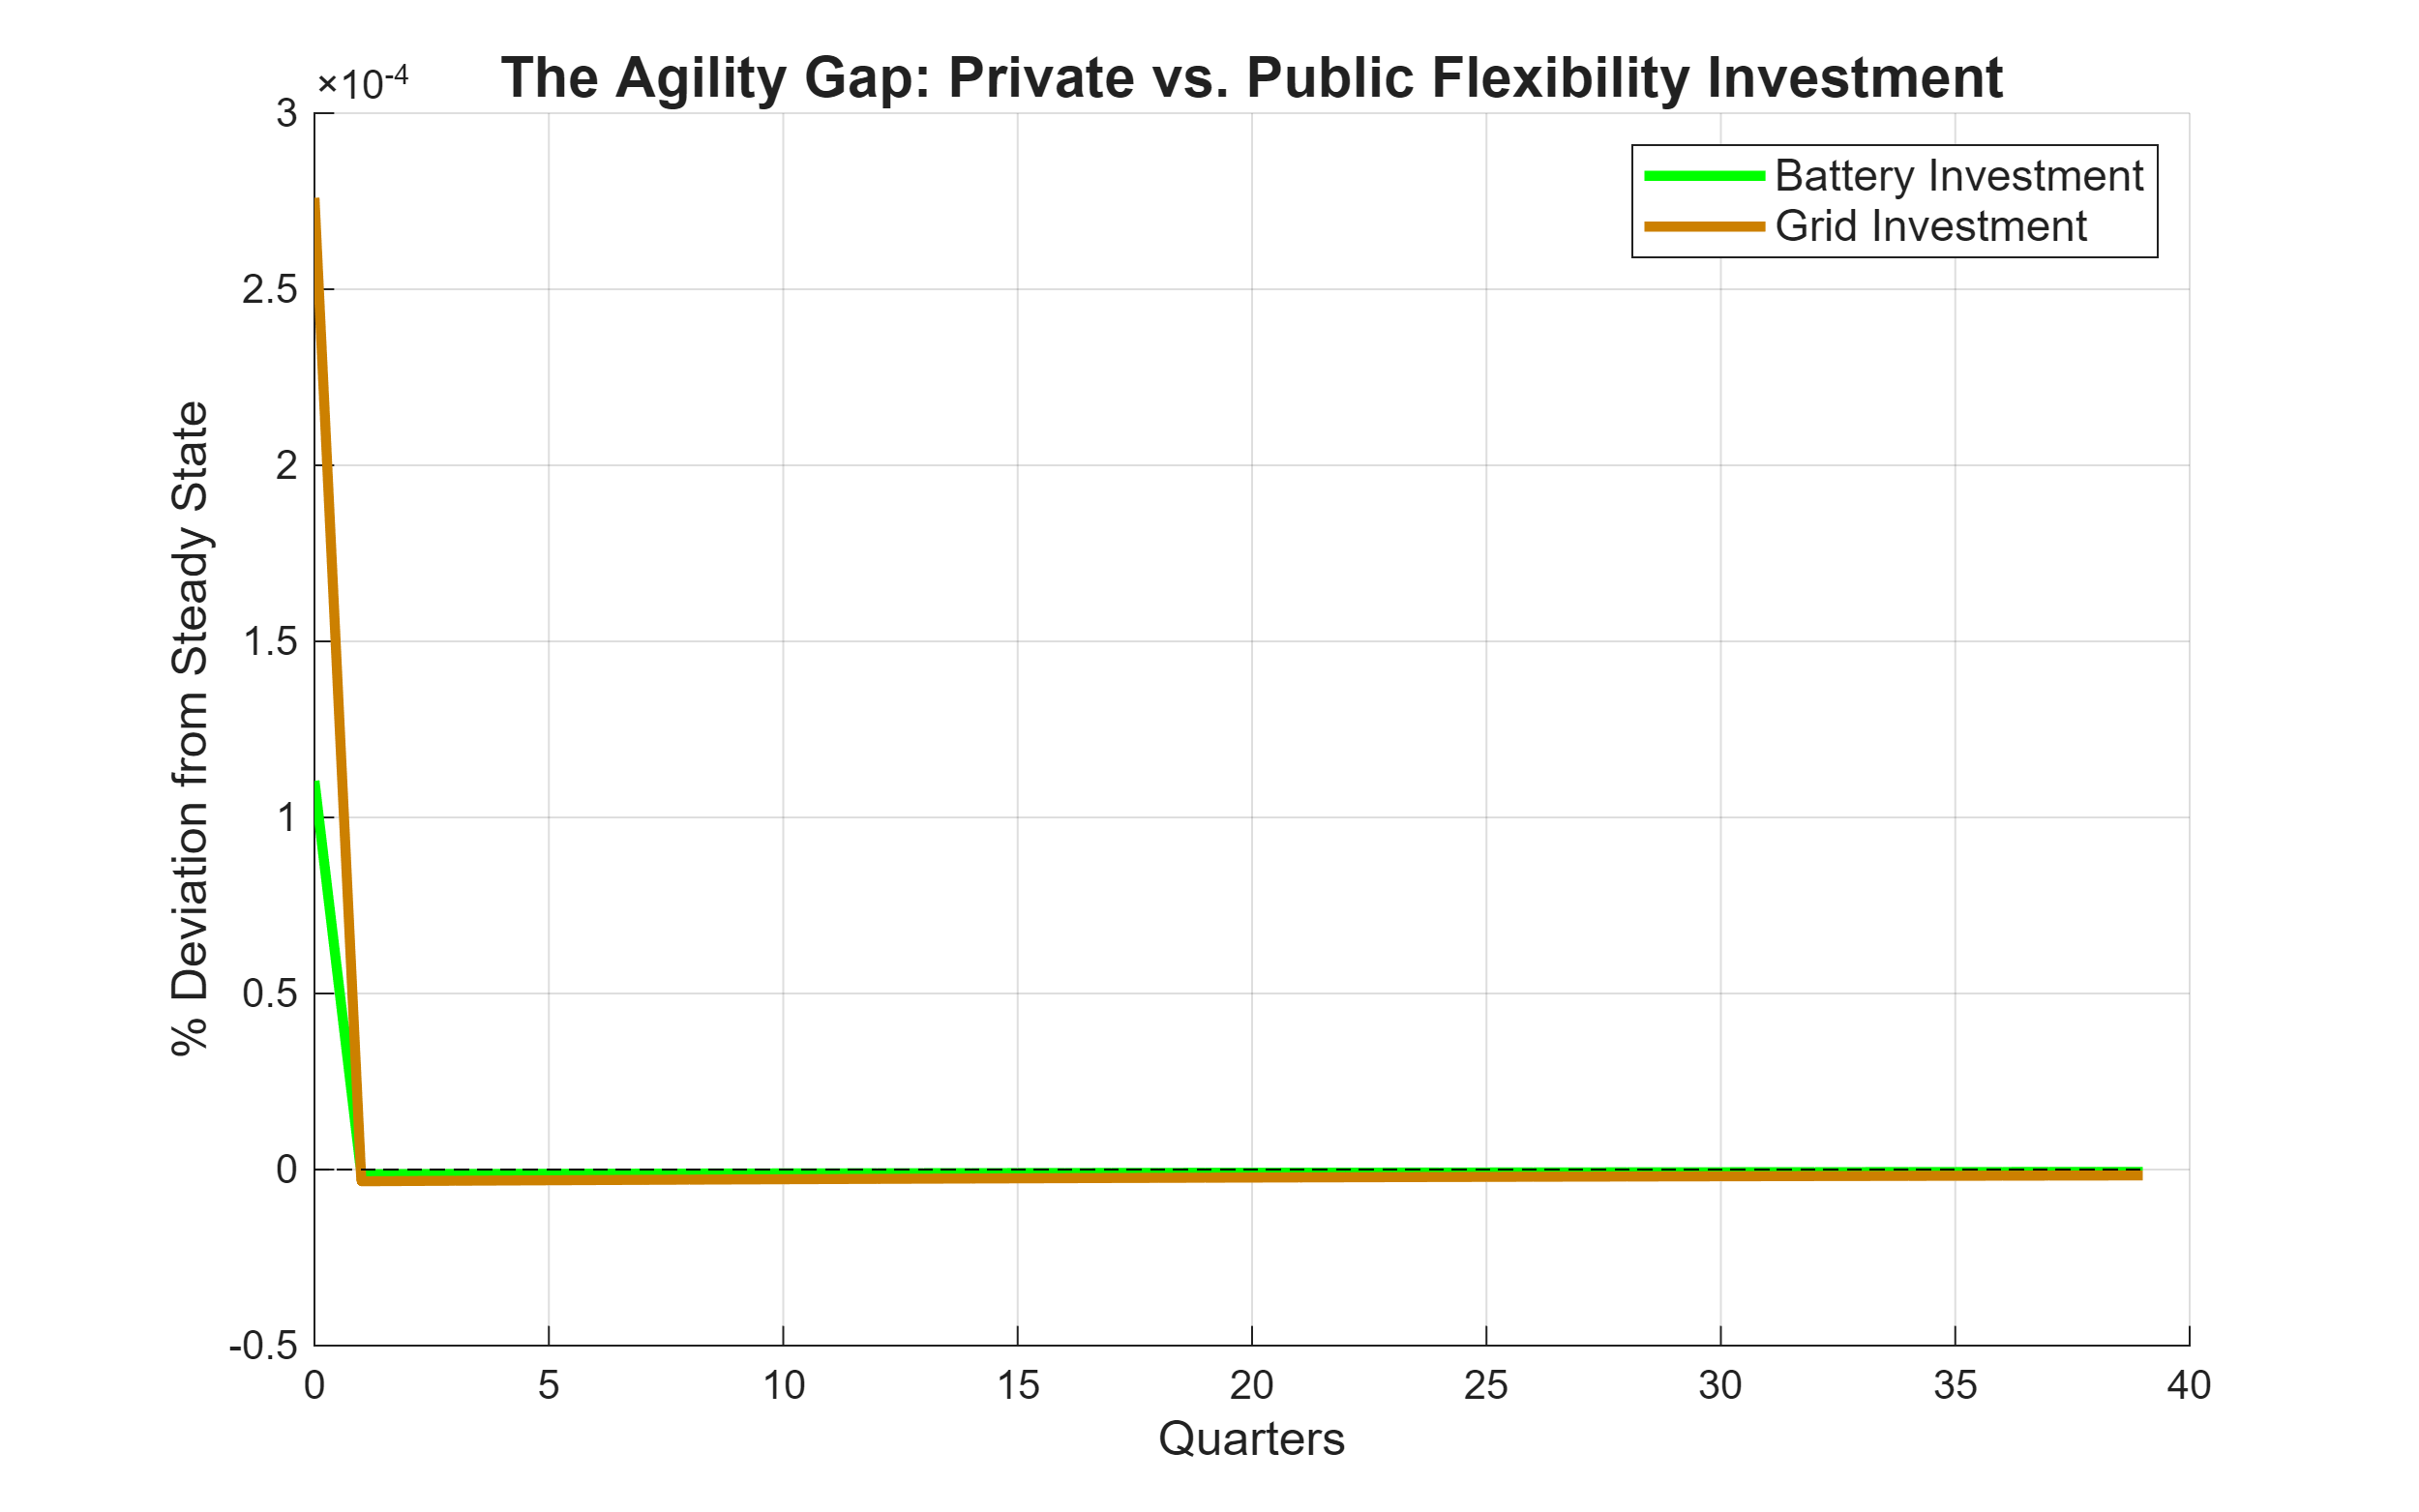 The Agility Gap: Private vs. Public Flexibility Investment
×10-4
3
2.5
2
1.5
1
0.5
0
-0.5
% Deviation from Steady State
Battery Investment
Grid Investment
0 5 10 15 20 25 30 35 40
Quarters